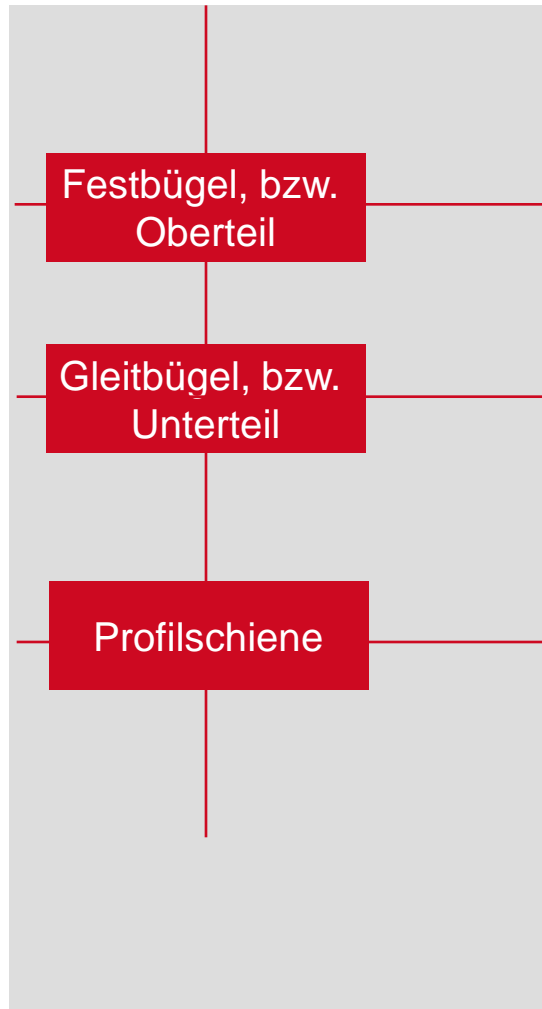 Festbügel, bzw.
Oberteil
Gleitbügel, bzw.
Unterteil
Profilschiene